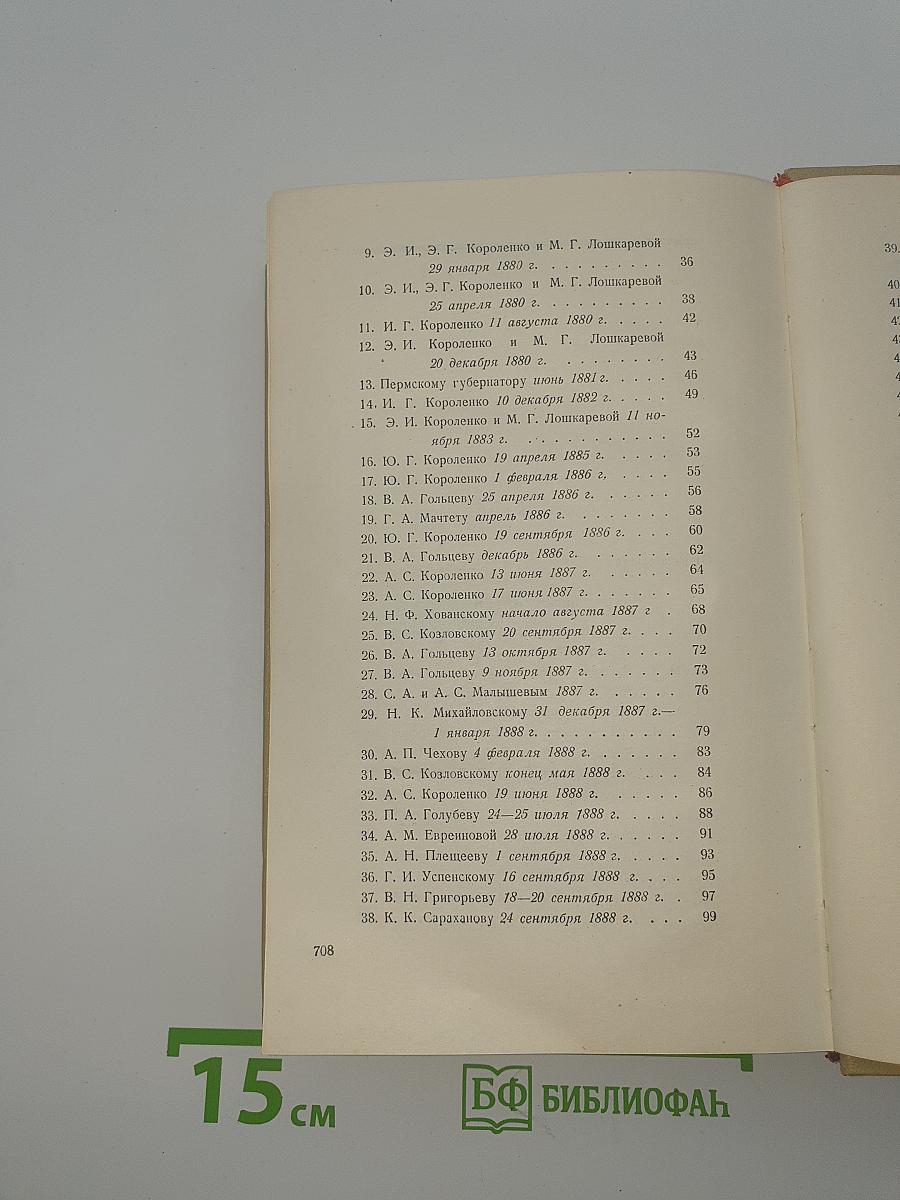 9. Э. И., Э. Г. Короленко и М. Г. Лошкаревой
29 января 1880 г. . . . . . . . . . 36
10. Э. И., Э. Г. Короленко и М. Г. Лошкаревой
25 апреля 1880 г. . . . . . . . . . 38
11. И. Г. Короленко 11 августа 1880 г. . . . . 42
12. Э. И. Короленко и М. Г. Лошкаревой
20 декабря 1880 г. . . . . . . . . 43
13. Пермскому губернатору июнь 1881 г. . . . . 46
14. И. Г. Короленко 10 декабря 1882 г. . . . . 49
15. Э. И. Короленко и М. Г. Лошкаревой 11 но-
ября 1883 г. . . . . . . . . . . . 52
16. Ю. Г. Короленко 19 апреля 1885 г. . . . . 53
17. Ю. Г. Короленко 1 февраля 1886 г. . . . . 55
18. В. А. Гольцеву 25 апреля 1886 г. . . . . . 56
19. Г. А. Мачтету апрель 1886 г. . . . . . . . 58
20. Ю. Г. Короленко 19 сентября 1886 г. . . . 60
21. В. А. Гольцеву декабрь 1886 г. . . . . . . 62
22. А. С. Короленко 13 июня 1887 г. . . . . . 64
23. А. С. Короленко 17 июня 1887 г. . . . . . . 65
24. Н. Ф. Хованскому начало августа 1887 г . 68
25. В. С. Козловскому 20 сентября 1887 г. . . . 70
26. В. А. Гольцеву 13 октября 1887 г. . . . . 72
27. В. А. Гольцеву 9 ноября 1887 г. . . . . . . 73
28. С. А. и А. С. Малышевым 1887 г. . . . . . 76
29. Н. К. Михайловскому 31 декабря 1887 г.—
1 января 1888 г. . . . . . . . . . . 79
30. А. П. Чехову 4 февраля 1888 г. . . . . . . 83
31. В. С. Козловскому конец мая 1888 г. . . . 84
32. А. С. Короленко 19 июня 1888 г. . . . . . 86
33. П. А. Голубеву 24—25 июля 1888 г. . . . . 88
34. А. М. Евреиновой 28 июля 1888 г. . . . . . 91
35. А. Н. Плещееву 1 сентября 1888 г. . . . . 93
36. Г. И. Успенскому 16 сентября 1888 г. . . . 95
37. В. Н. Григорьеву 18—20 сентября 1888 г. . 97
38. К. К. Сараханову 24 сентября 1888 г. . . . 99
708
39.
40
41
15 см
БФ БИБЛИОФАН